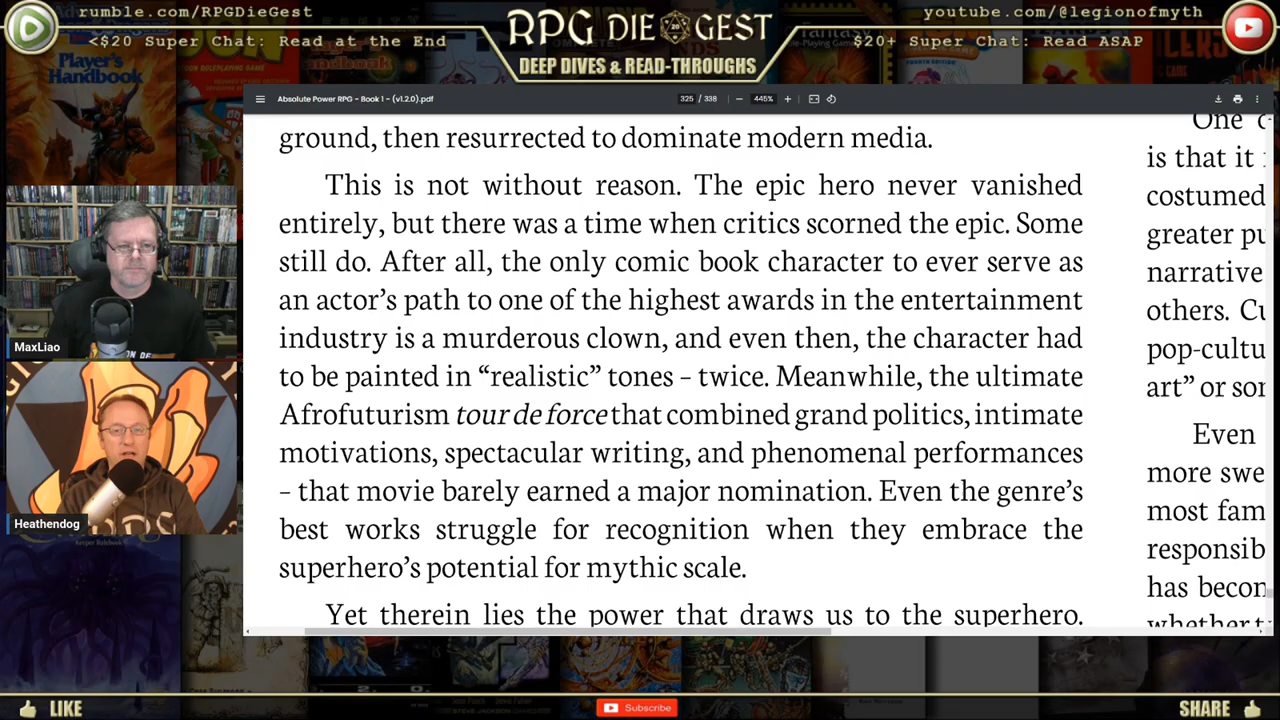 rumble.com/RPGDieGest
<$20 Super Chat: Read at the End
RPG DIE GEST
DEEP DIVES & READ-THROUGHS
youtube.com/@legionofmyth
$20+ Super Chat: Read ASAP
Player's
Handbook
Absolute Power RPG - Book 1 - (v1.2.0).pdf
325 / 338
445%
ground, then resurrected to dominate modern media.
This is not without reason. The epic hero never vanished
entirely, but there was a time when critics scorned the epic. Some
still do. After all, the only comic book character to ever serve as
an actor's path to one of the highest awards in the entertainment
industry is a murderous clown, and even then, the character had
to be painted in “realistic” tones – twice. Meanwhile, the ultimate
Afrofuturism tour de force that combined grand politics, intimate
motivations, spectacular writing, and phenomenal performances
– that movie barely earned a major nomination. Even the genre's
best works struggle for recognition when they embrace the
superhero's potential for mythic scale.
Yet therein lies the power that draws us to the superhero.
One
is that it
costumed
greater pu
narrative
others. Cu
pop-cultu
art” or sor
Even
more swe
most fam
responsib
has becom
whether
MaxLiao
Heathendog
LIKE
Subscribe
SHARE